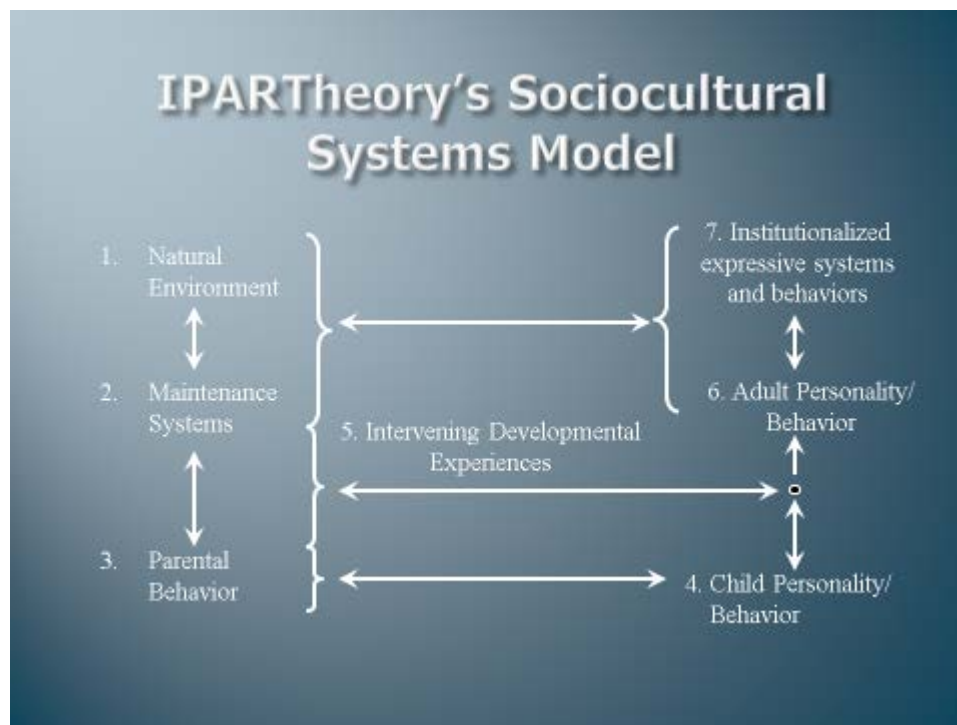 IPARTheory's Sociocultural
Systems Model
1. Natural
Environment
2. Maintenance
Systems
3. Parental
Behavior
5. Intervening Developmental
Experiences
7. Institutionalized
expressive systems
and behaviors
6. Adult Personality/
Behavior
4. Child Personality/
Behavior